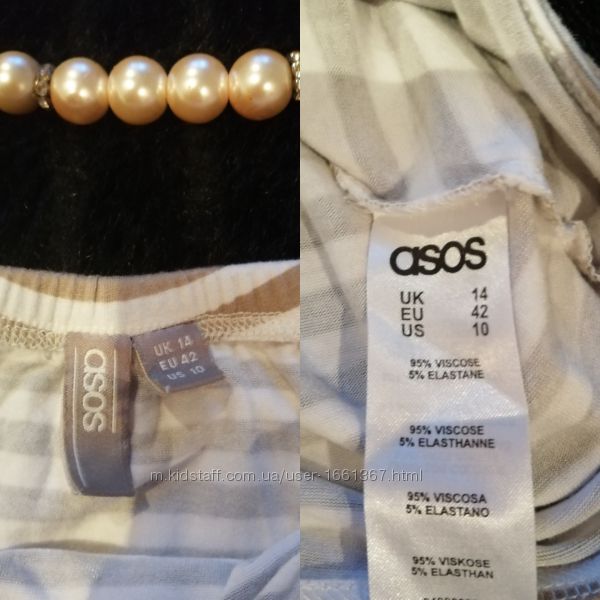 asos
UK 14
EU 42
US 10
asos
UK 14
EU 42
US 10
95% VISCOSE
5% ELASTANE
95% VISCOSE
5% ELASTHANNE
95% VISCOSA
5% ELASTANO
95% VISKOSE
5% ELASTHAN
m.kidstaff.com.ua/user-1661367.html